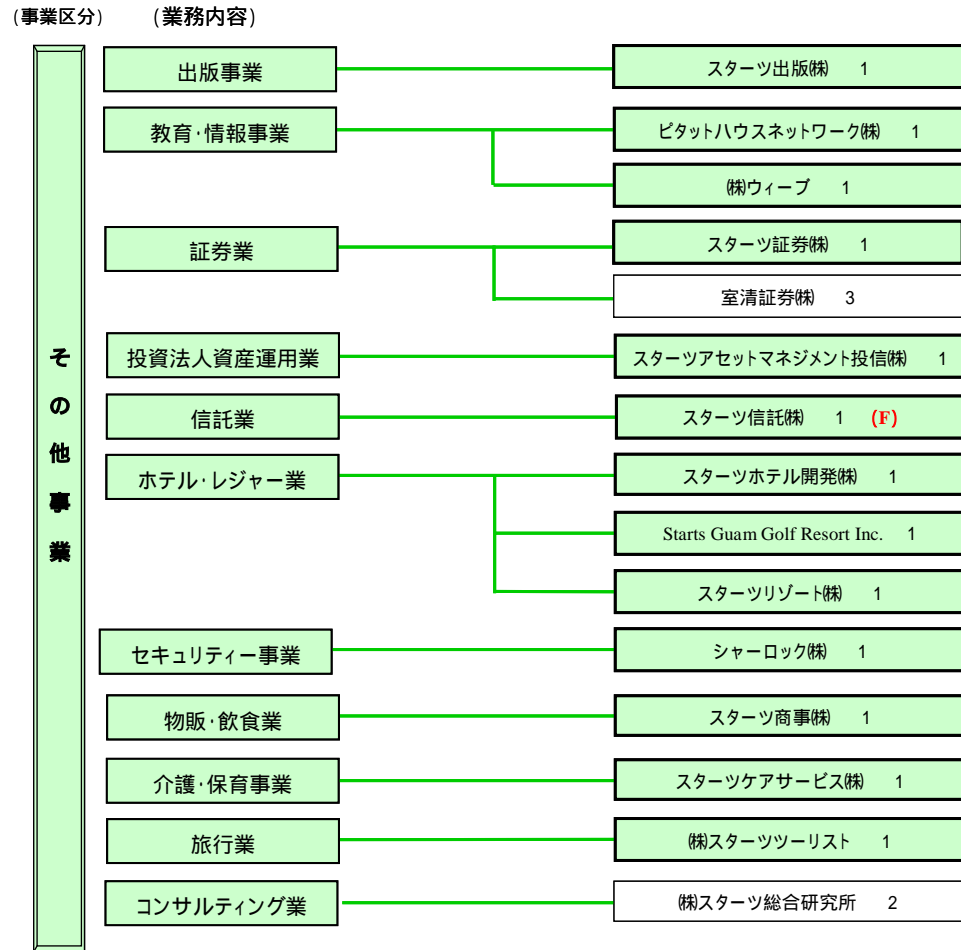 (事業区分) (業務内容)
その他事業
出版事業 スターツ出版㈱ 1
教育・情報事業 ピタットハウスネットワーク㈱ 1
㈱ウィーブ 1
証券業 スターツ証券㈱ 1
室清証券㈱ 3
投資法人資産運用業 スターツアセットマネジメント投信㈱ 1
信託業 スターツ信託㈱ 1 (F)
ホテル・レジャー業 スターツホテル開発㈱ 1
Starts Guam Golf Resort Inc. 1
スターツリゾート㈱ 1
セキュリティー事業 シャーロック㈱ 1
物販・飲食業 スターツ商事㈱ 1
介護・保育事業 スターツケアサービス㈱ 1
旅行業 ㈱スターツツーリスト 1
コンサルティング業 ㈱スターツ総合研究所 2